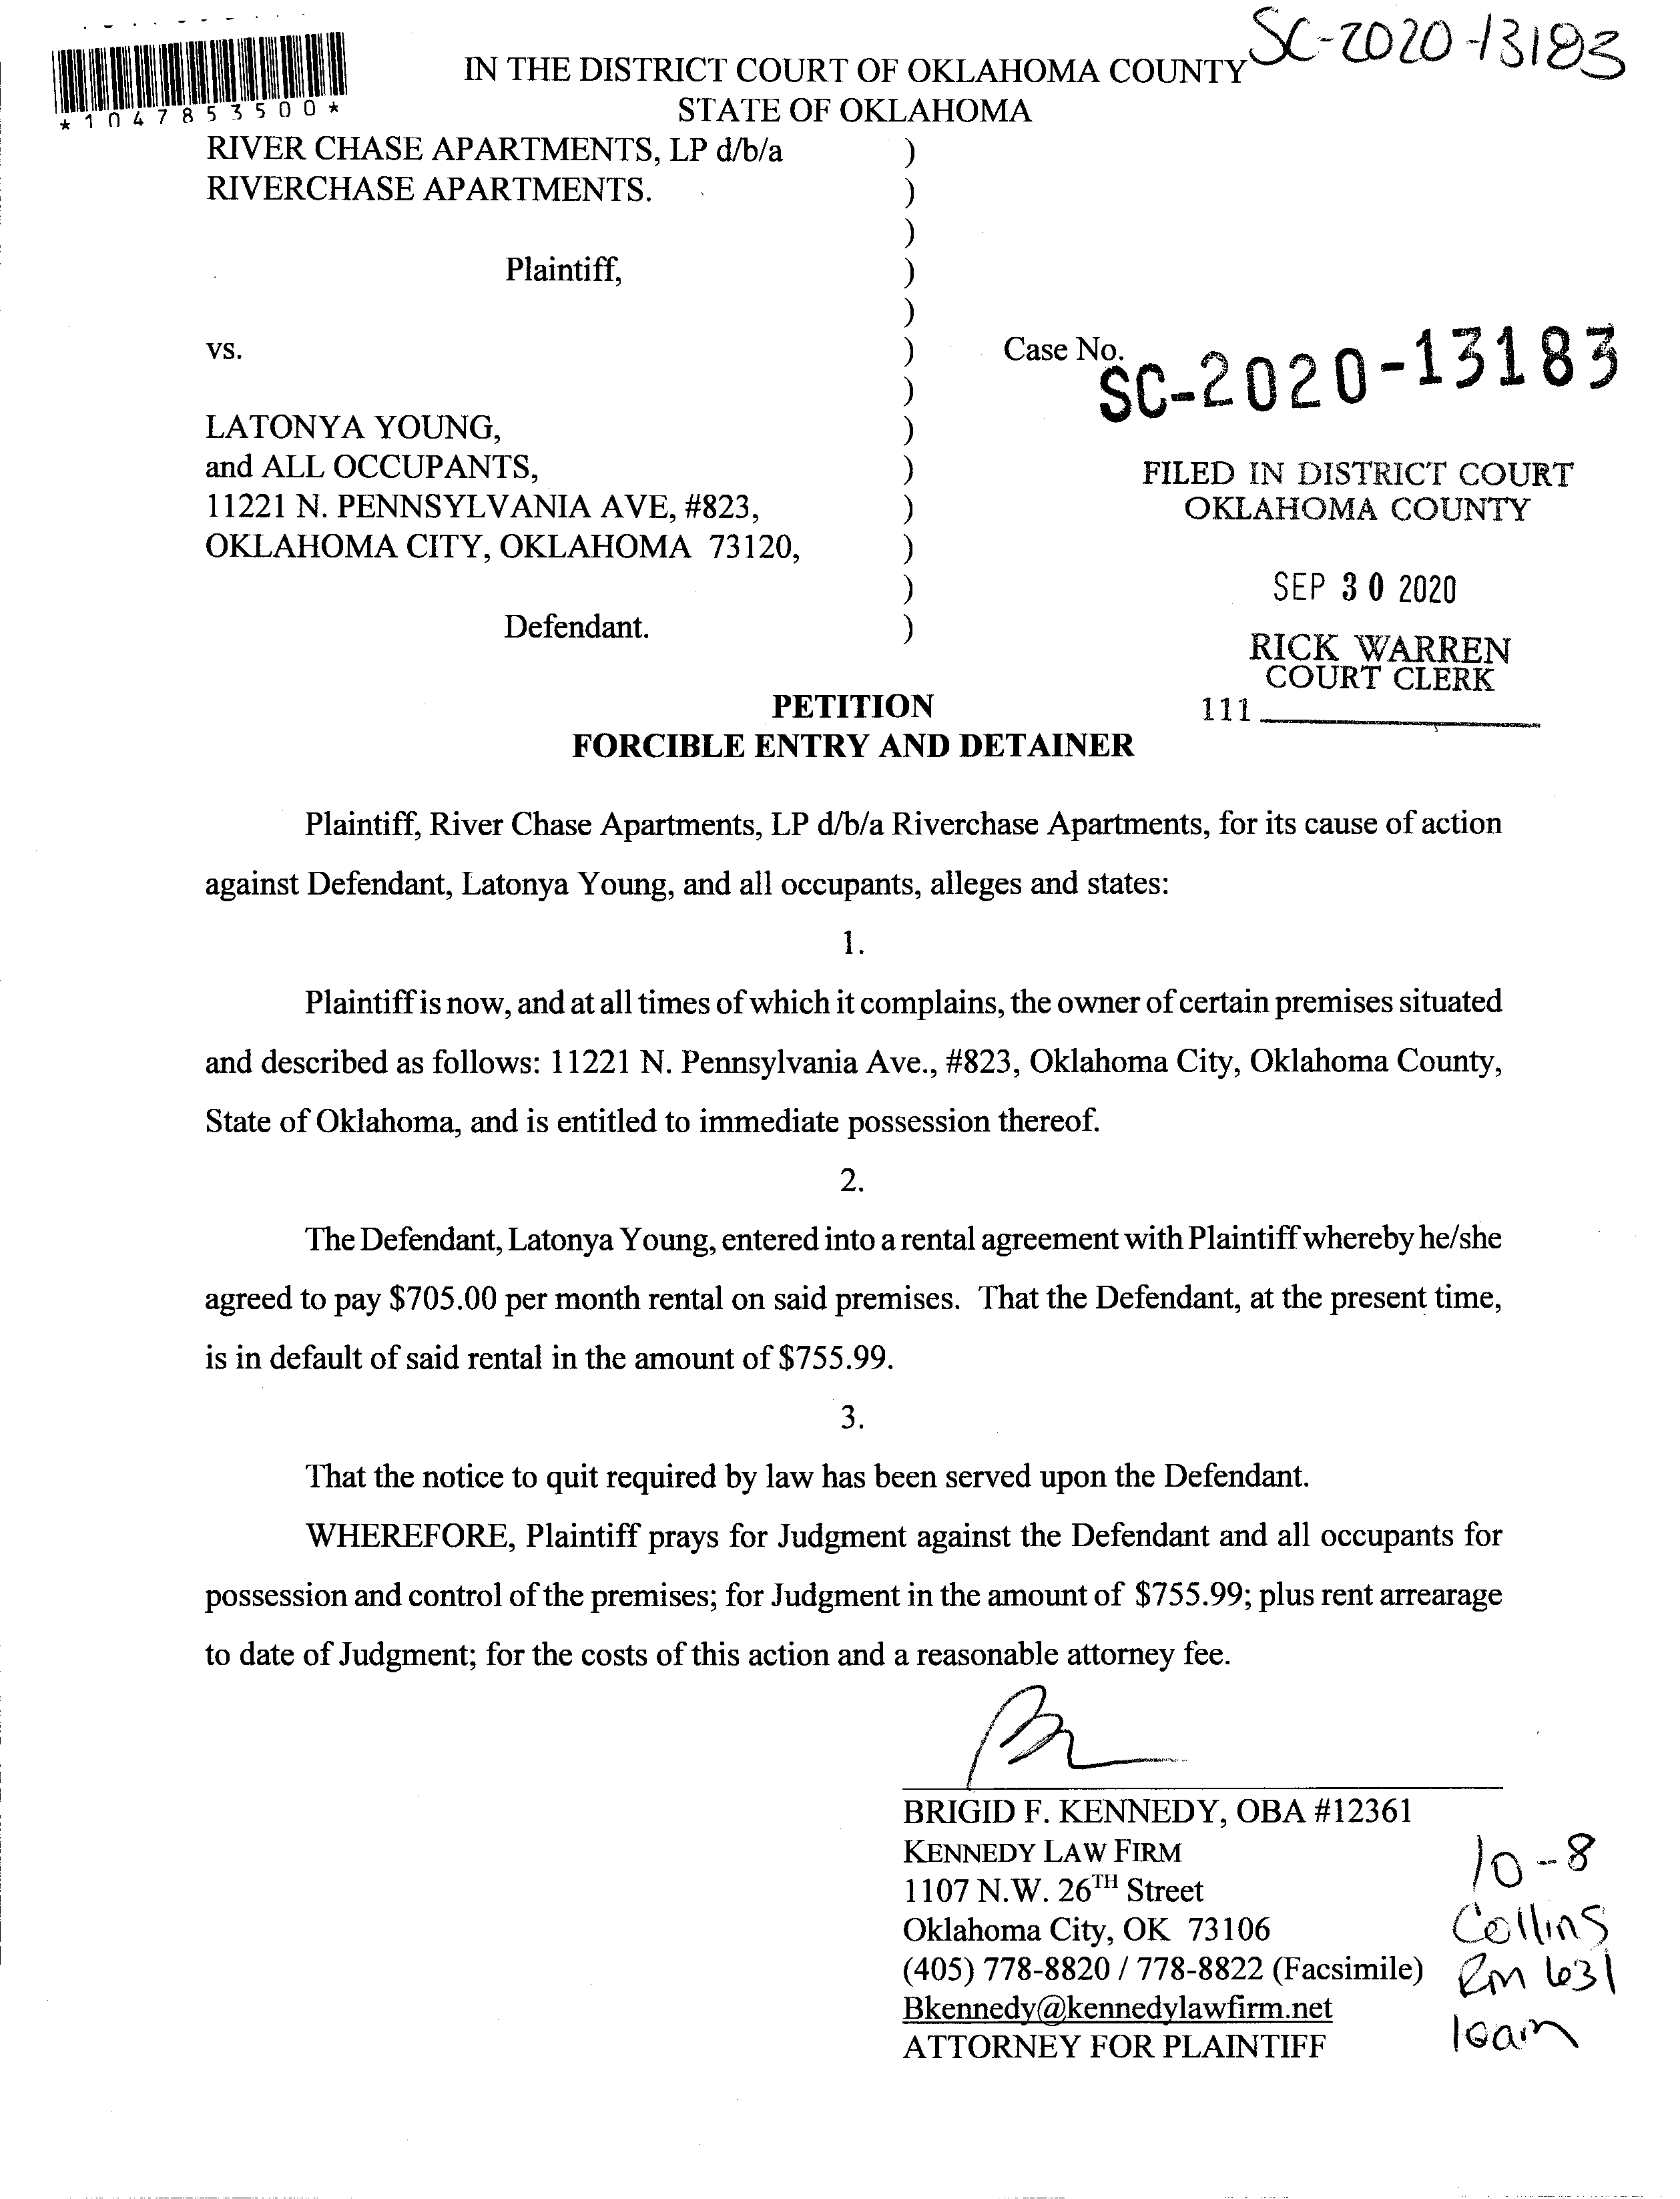 SC-2020-13183
*1047853500*
IN THE DISTRICT COURT OF OKLAHOMA COUNTY
STATE OF OKLAHOMA
RIVER CHASE APARTMENTS, LP d/b/a )
RIVERCHASE APARTMENTS. )
)
Plaintiff, )
)
vs. ) Case No. SC-2020-13183
)
LATONYA YOUNG, )
and ALL OCCUPANTS, ) FILED IN DISTRICT COURT
11221 N. PENNSYLVANIA AVE, #823, ) OKLAHOMA COUNTY
OKLAHOMA CITY, OKLAHOMA 73120, )
) SEP 30 2020
Defendant. ) RICK WARREN
COURT CLERK
PETITION 111
FORCIBLE ENTRY AND DETAINER
Plaintiff, River Chase Apartments, LP d/b/a Riverchase Apartments, for its cause of action
against Defendant, Latonya Young, and all occupants, alleges and states:
1.
Plaintiff is now, and at all times of which it complains, the owner of certain premises situated
and described as follows: 11221 N. Pennsylvania Ave., #823, Oklahoma City, Oklahoma County,
State of Oklahoma, and is entitled to immediate possession thereof.
2.
The Defendant, Latonya Young, entered into a rental agreement with Plaintiff whereby he/she
agreed to pay $705.00 per month rental on said premises. That the Defendant, at the present time,
is in default of said rental in the amount of $755.99.
3.
That the notice to quit required by law has been served upon the Defendant.
WHEREFORE, Plaintiff prays for Judgment against the Defendant and all occupants for
possession and control of the premises; for Judgment in the amount of $755.99; plus rent arrearage
to date of Judgment; for the costs of this action and a reasonable attorney fee.
BRIGID F. KENNEDY, OBA #12361
KENNEDY LAW FIRM
1107 N.W. 26TH Street
Oklahoma City, OK 73106
(405) 778-8820 / 778-8822 (Facsimile)
Bkennedy@kennedylawfirm.net
ATTORNEY FOR PLAINTIFF
10-8
Collins
Rm 631
10am